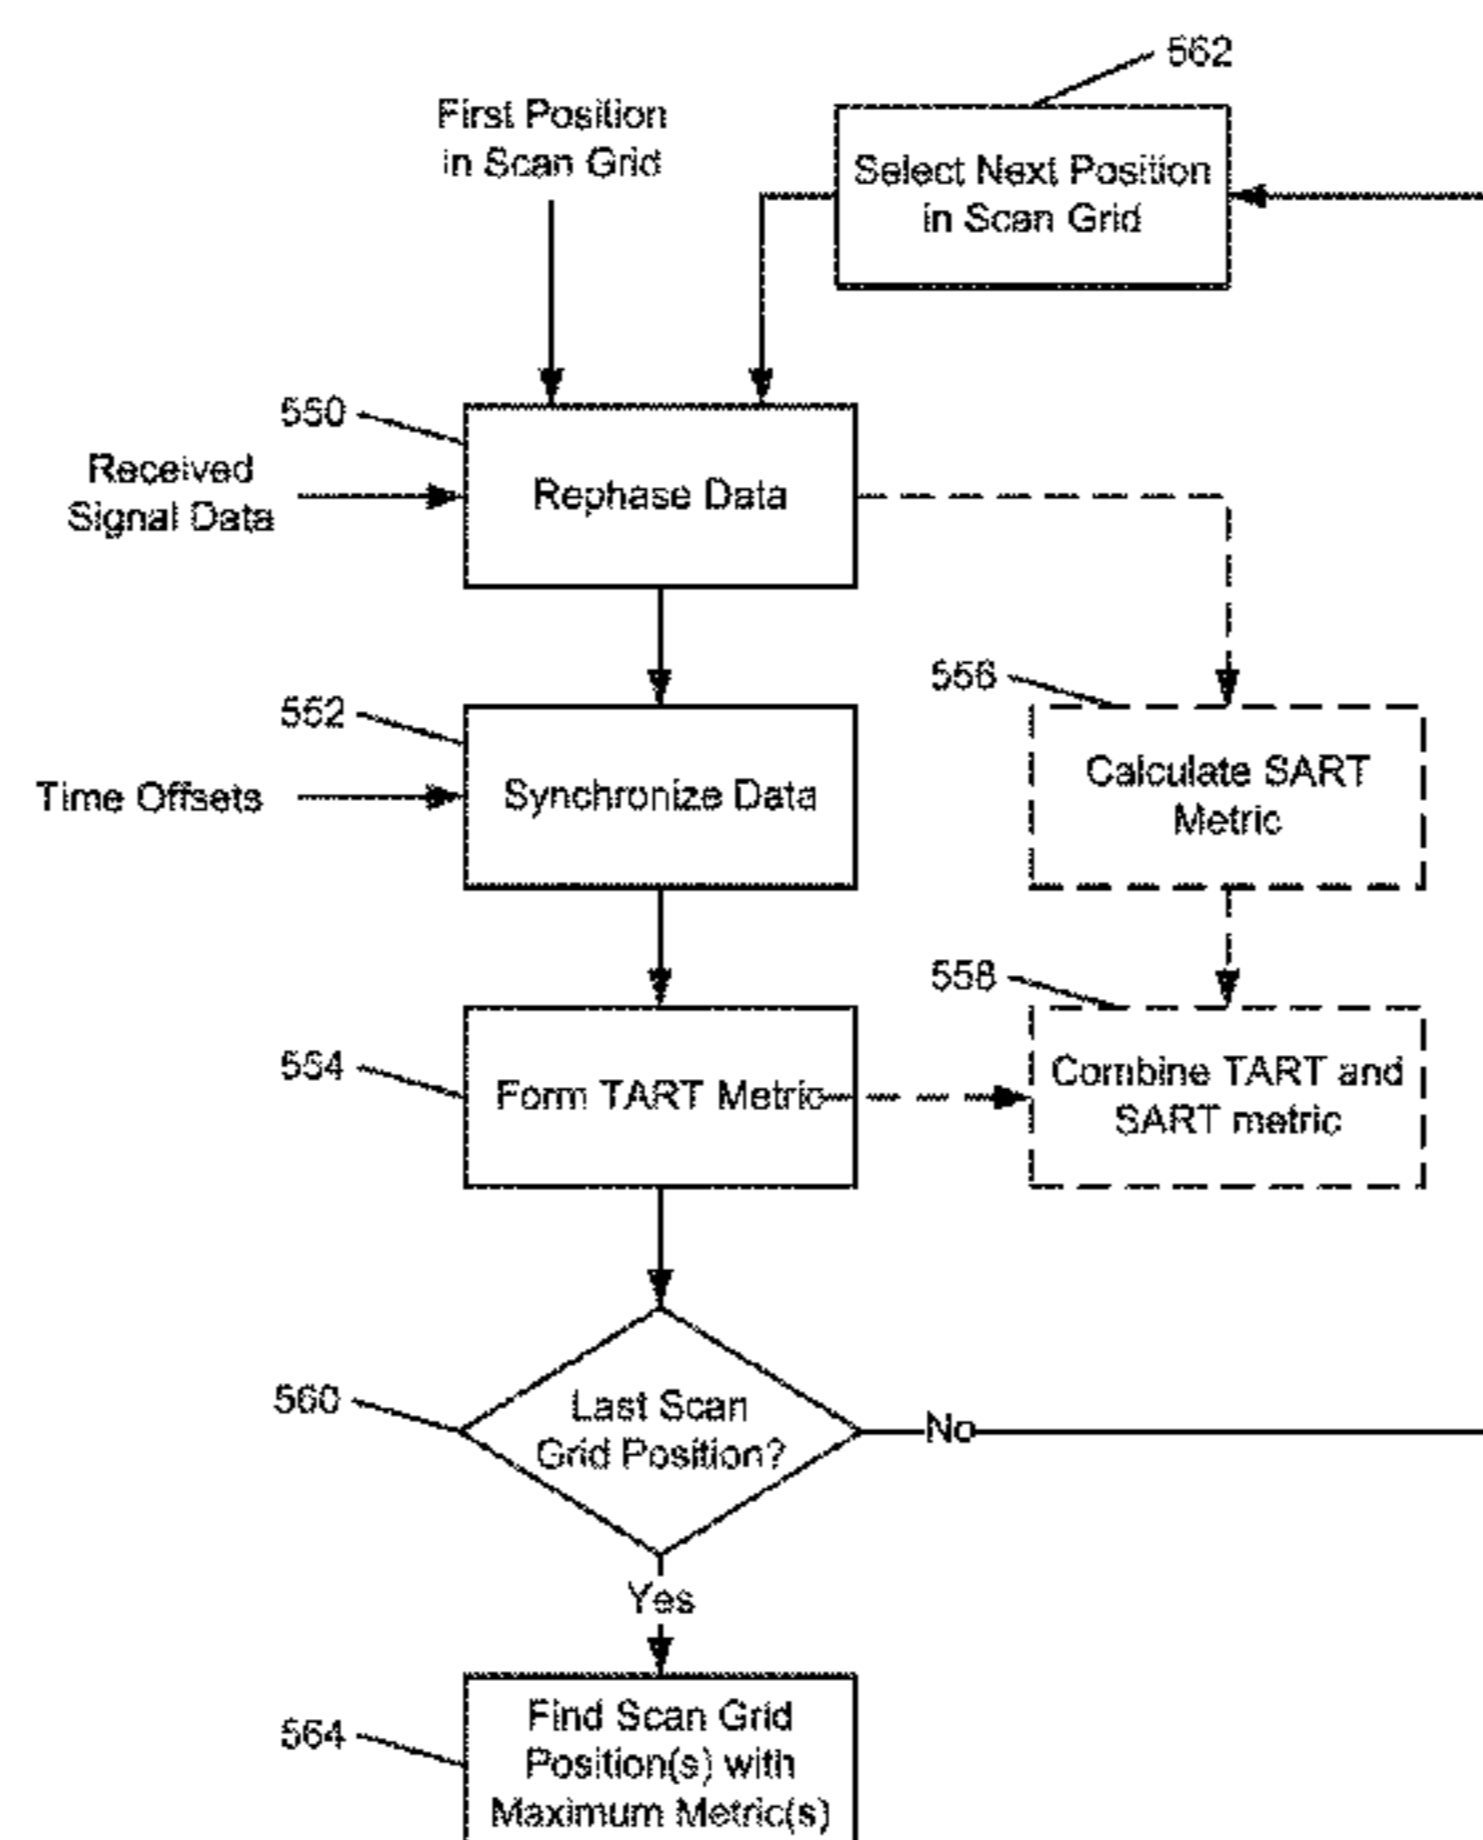 562
First Position
in Scan Grid
Select Next Position
in Scan Grid
550
Received
Signal Data
Rephase Data
552
Time Offsets
Synchronize Data
556
Calculate SART
Metric
558
554
Form TART Metric
Combine TART and
SART metric
560
Last Scan
Grid Position?
No
Yes
564
Find Scan Grid
Position(s) with
Maximum Metric(s)